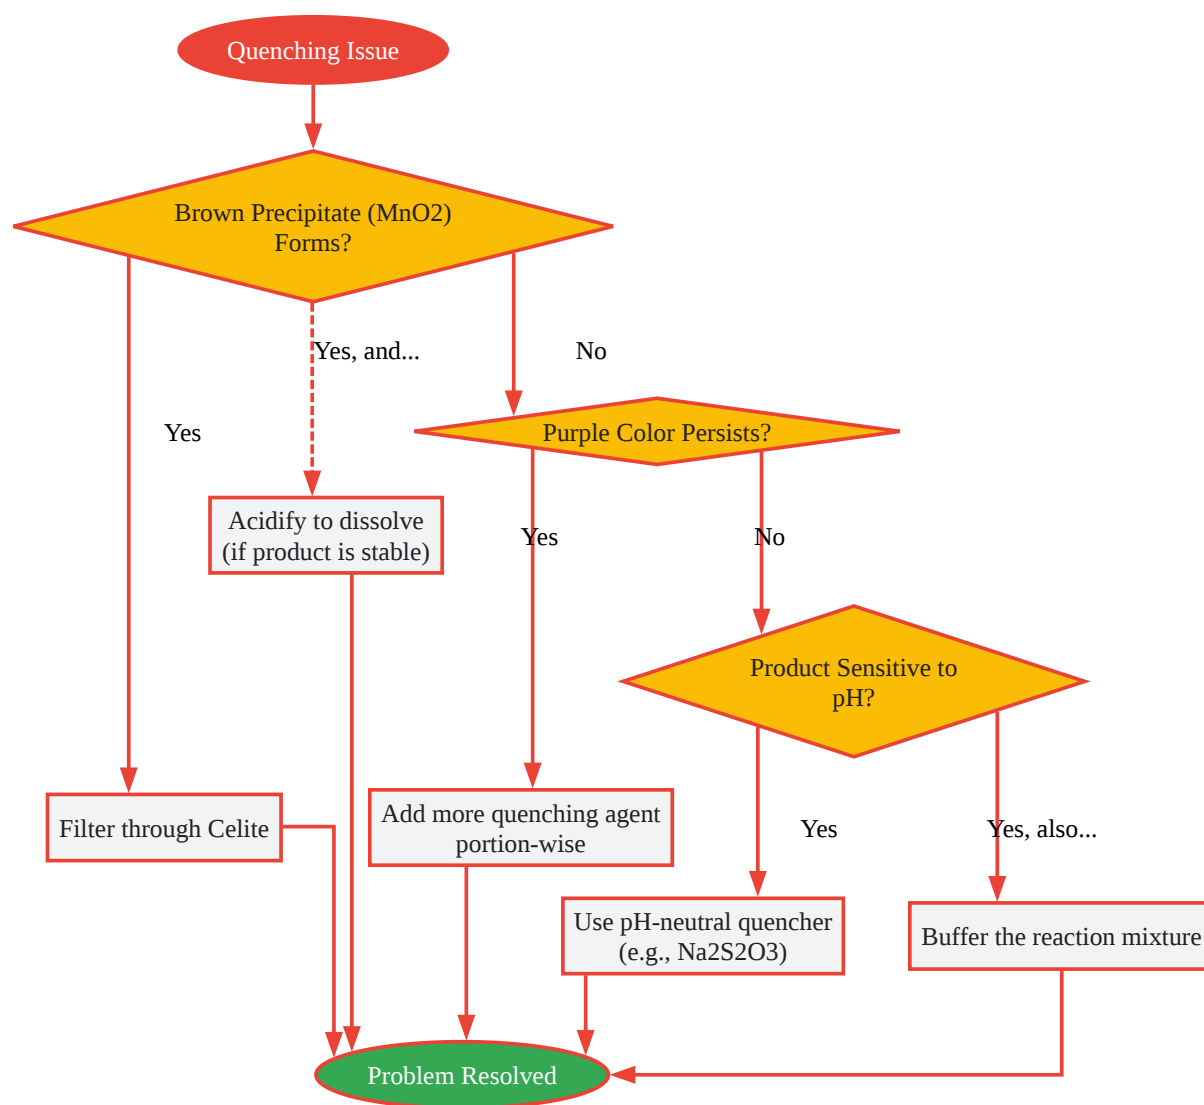 Quenching Issue
Brown Precipitate (MnO2)
Forms?
Yes, and...
No
Yes
Purple Color Persists?
Acidify to dissolve
(if product is stable)
Yes
No
Product Sensitive to
pH?
Filter through Celite
Add more quenching agent
portion-wise
Yes
Yes, also...
Use pH-neutral quencher
(e.g., Na2S2O3)
Buffer the reaction mixture
Problem Resolved